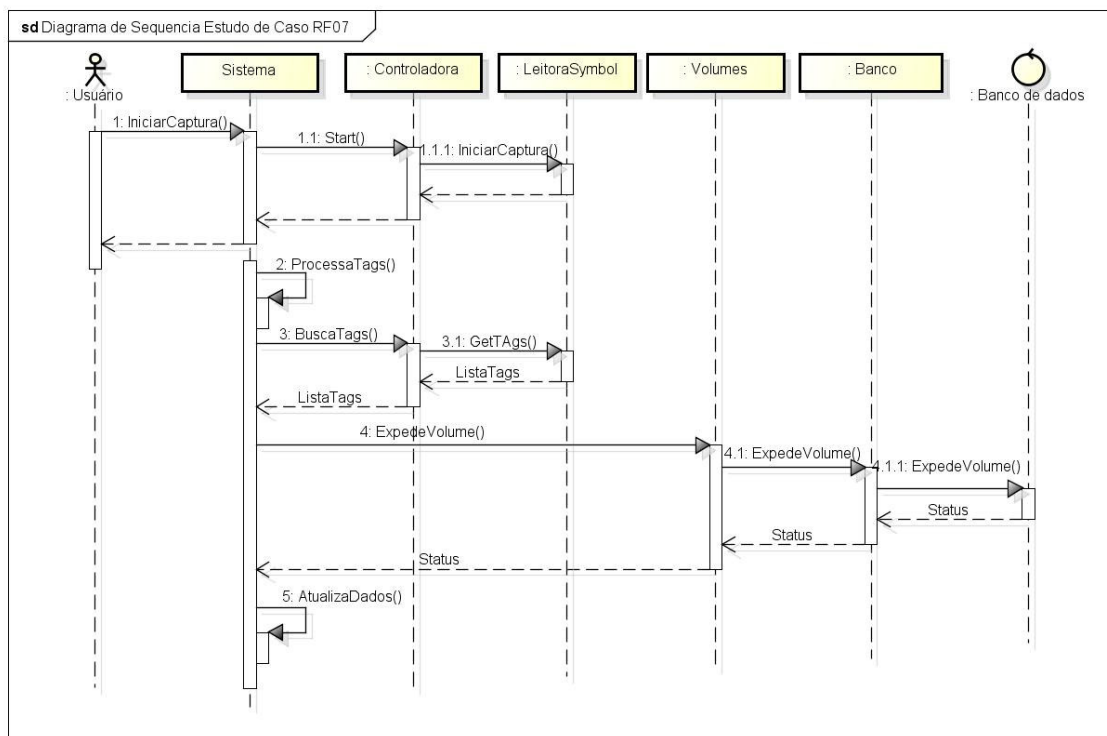 sd Diagrama de Sequencia Estudo de Caso RF07
Sistema
: Controladora
: LeitoraSymbol
: Volumes
: Banco
: Usuário
: Banco de dados
1: IniciarCaptura()
1.1: Start()
1.1.1: IniciarCaptura()
2: ProcessaTags()
3: BuscaTags()
3.1: GetTAgs()
ListaTags
ListaTags
4: ExpedeVolume()
4.1: ExpedeVolume()
4.1.1: ExpedeVolume()
Status
Status
Status
5: AtualizaDados()